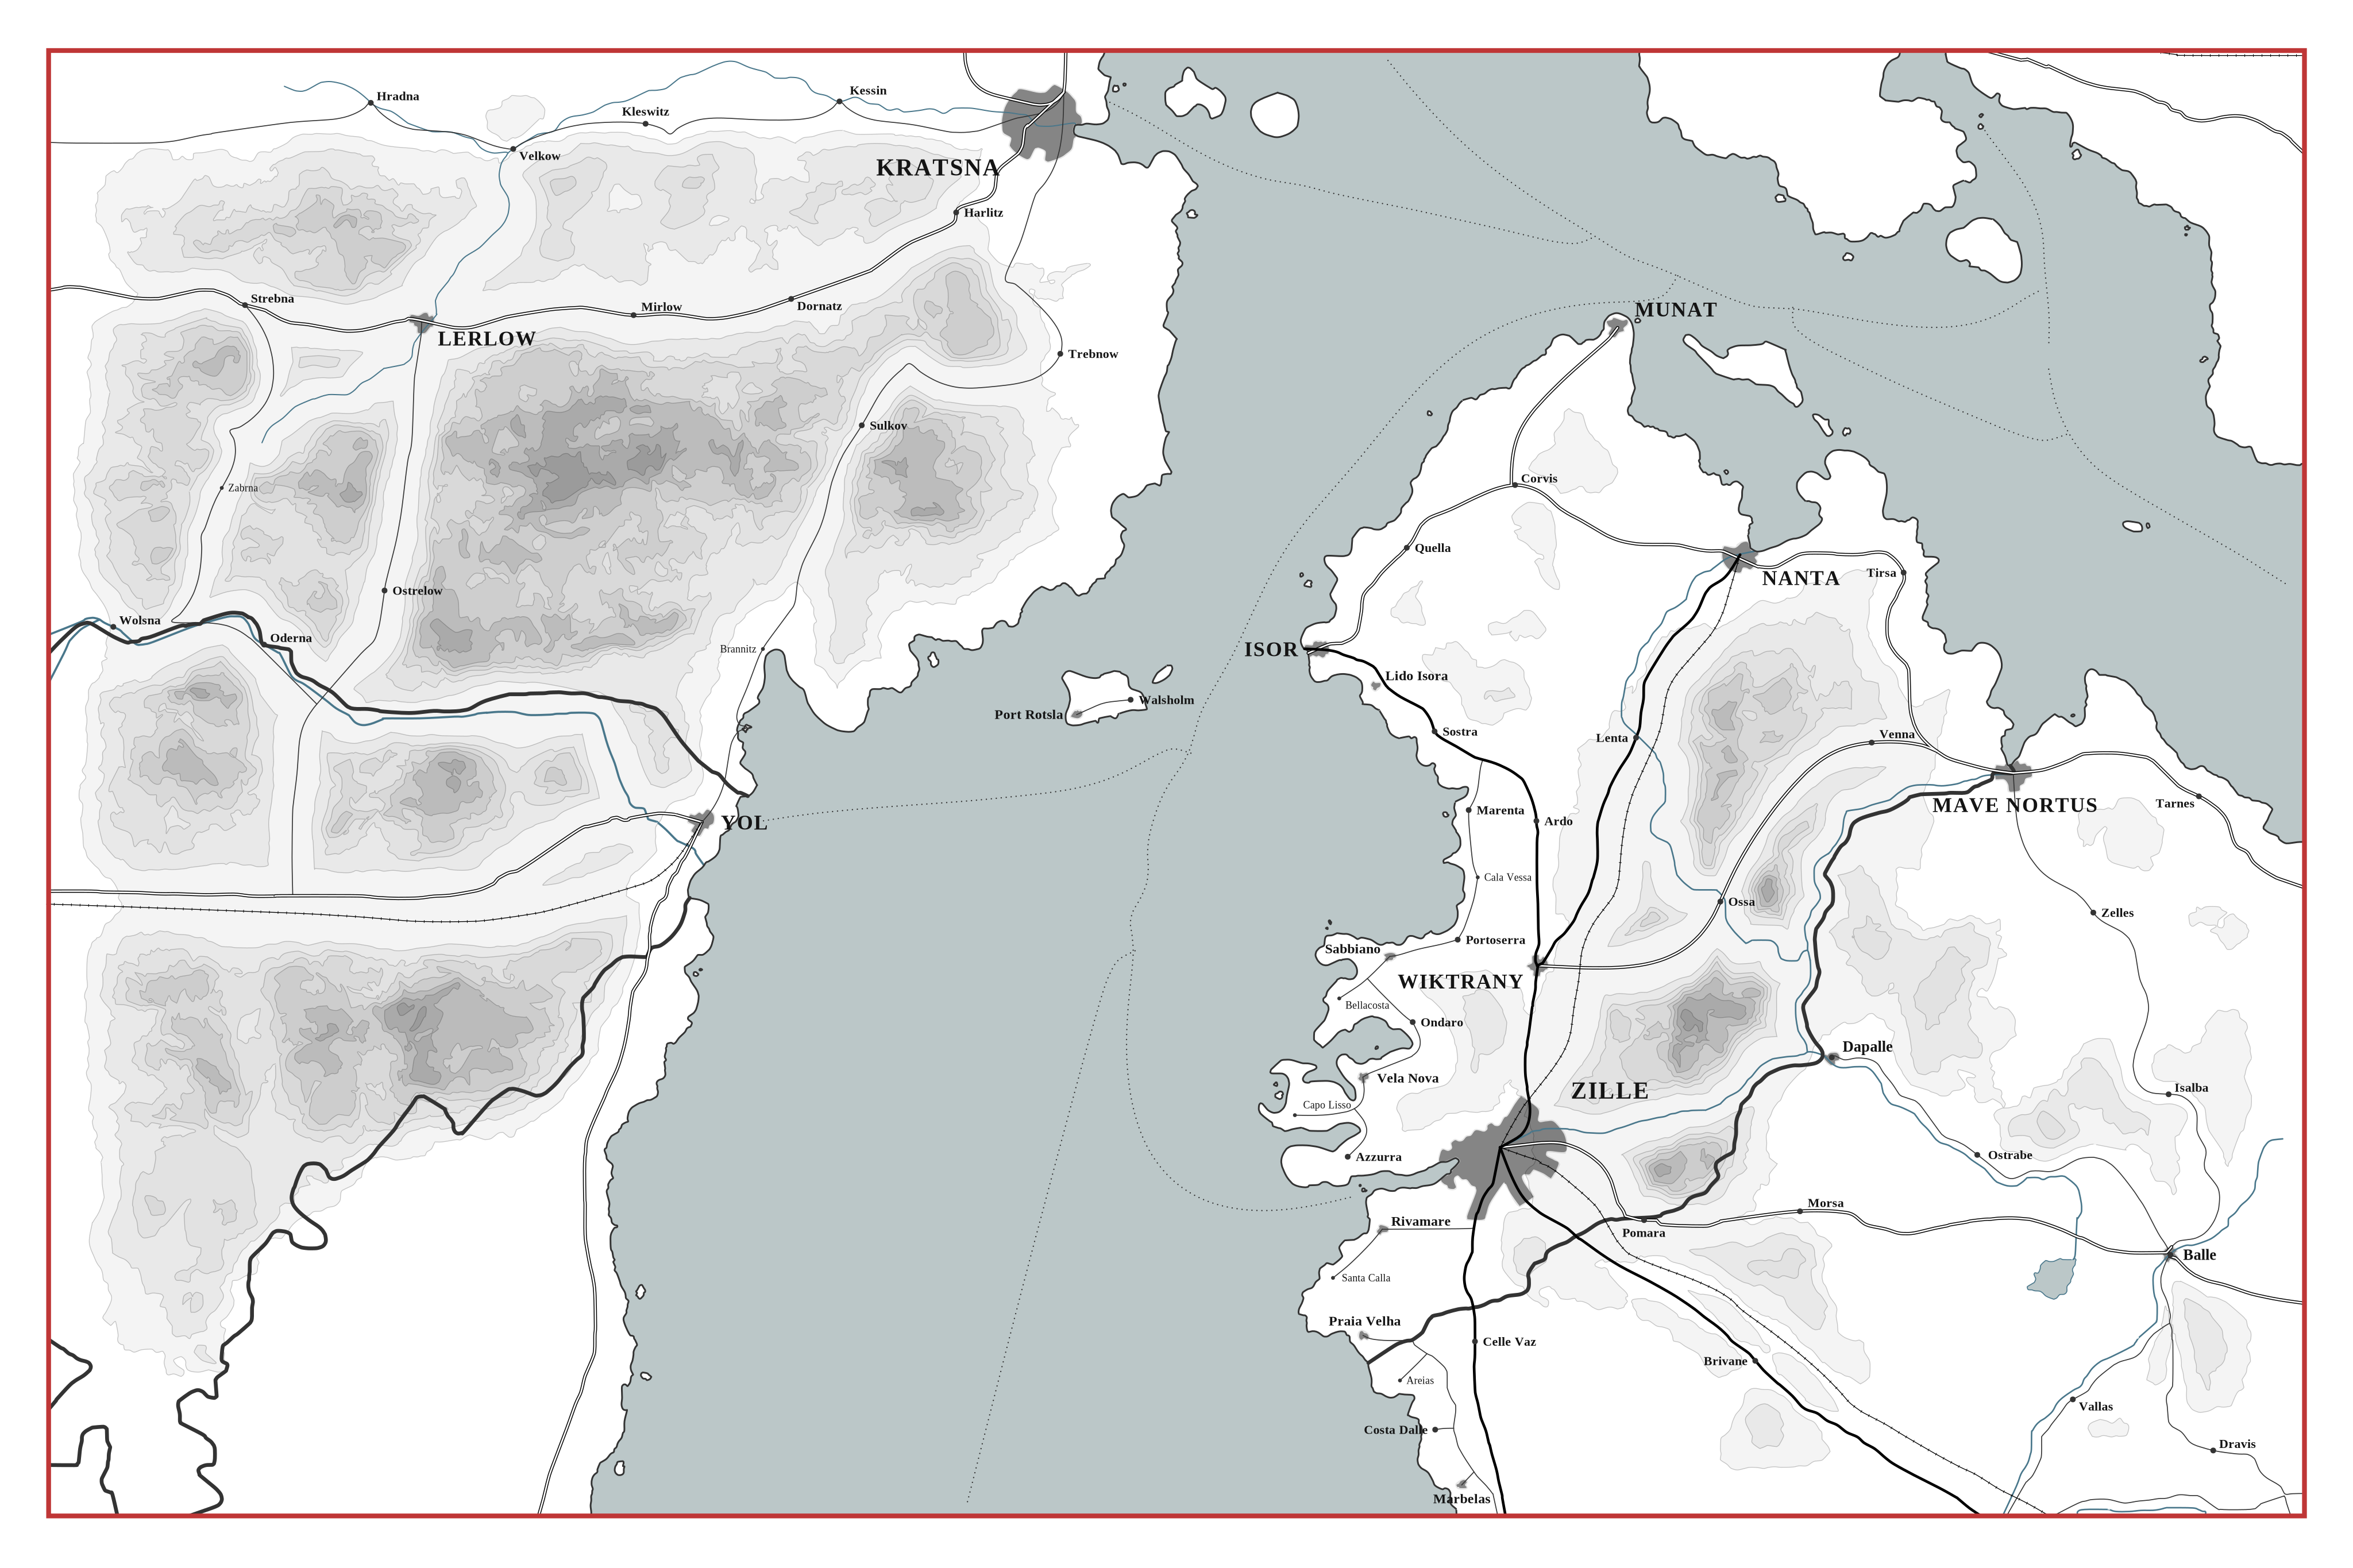 Hradna
Kessin
Kleswitz
Velkow
KRATSNA
Harlitz
Strebna
Mirlow
Dornatz
LERLOW
Trebnow
Sulkov
Zabrna
Ostrelow
Wolsna
Oderna
Brannitz
Port Rotsla
Walsholm
YOL
MUNAT
Corvis
Quella
NANTA
Tirsa
ISOR
Lido Isora
Sostra
Lenta
Venna
MAVE NORTUS
Tarnes
Marenta
Ardo
Cala Vessa
Ossa
Zelles
Portoserra
Sabbiano
WIKTRANY
Bellacosta
Ondaro
Dapalle
Vela Nova
ZILLE
Isalba
Capo Lisso
Azzurra
Ostrabe
Rivamare
Morsa
Pomara
Balle
Santa Calla
Praia Velha
Celle Vaz
Brivane
Areias
Vallas
Costa Dalle
Dravis
Marbelas